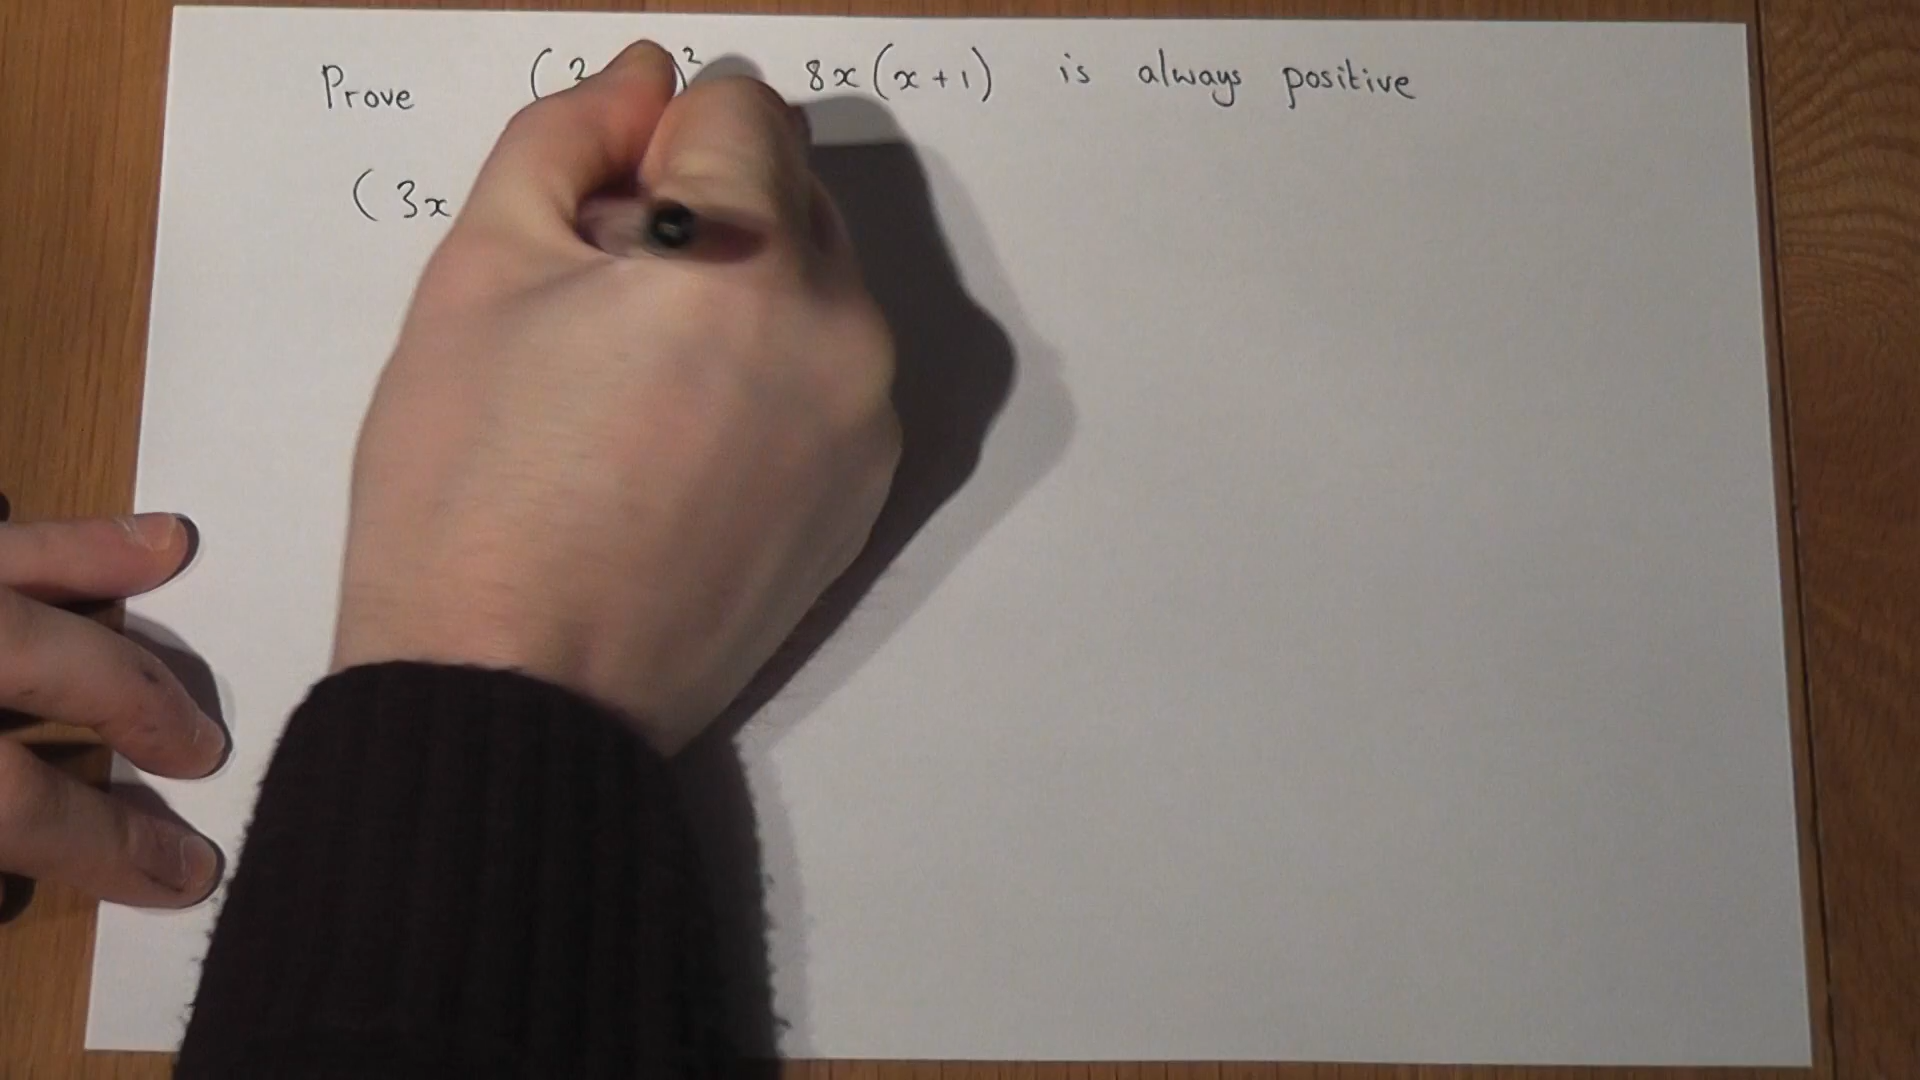 Prove ( )² 8x(x+1) is always positive
(3x